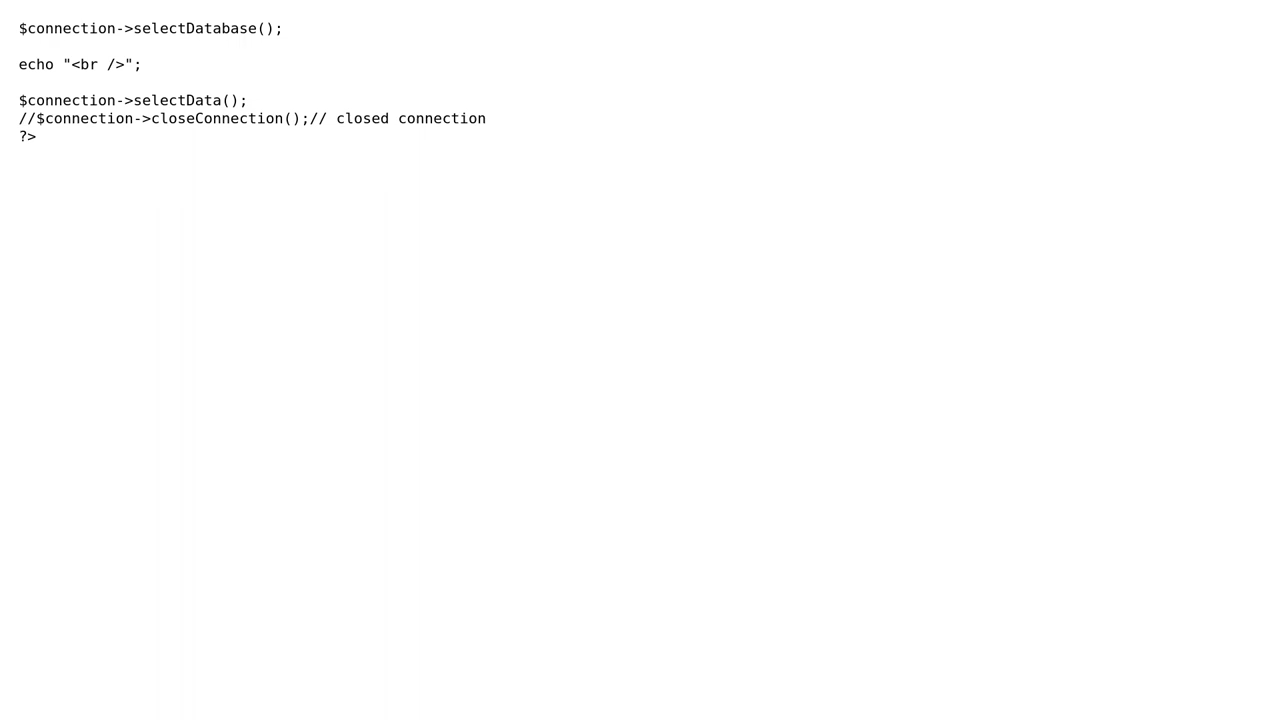 $connection->selectDatabase();
echo "<br />";
$connection->selectData();
//$connection->closeConnection();// closed connection
?>